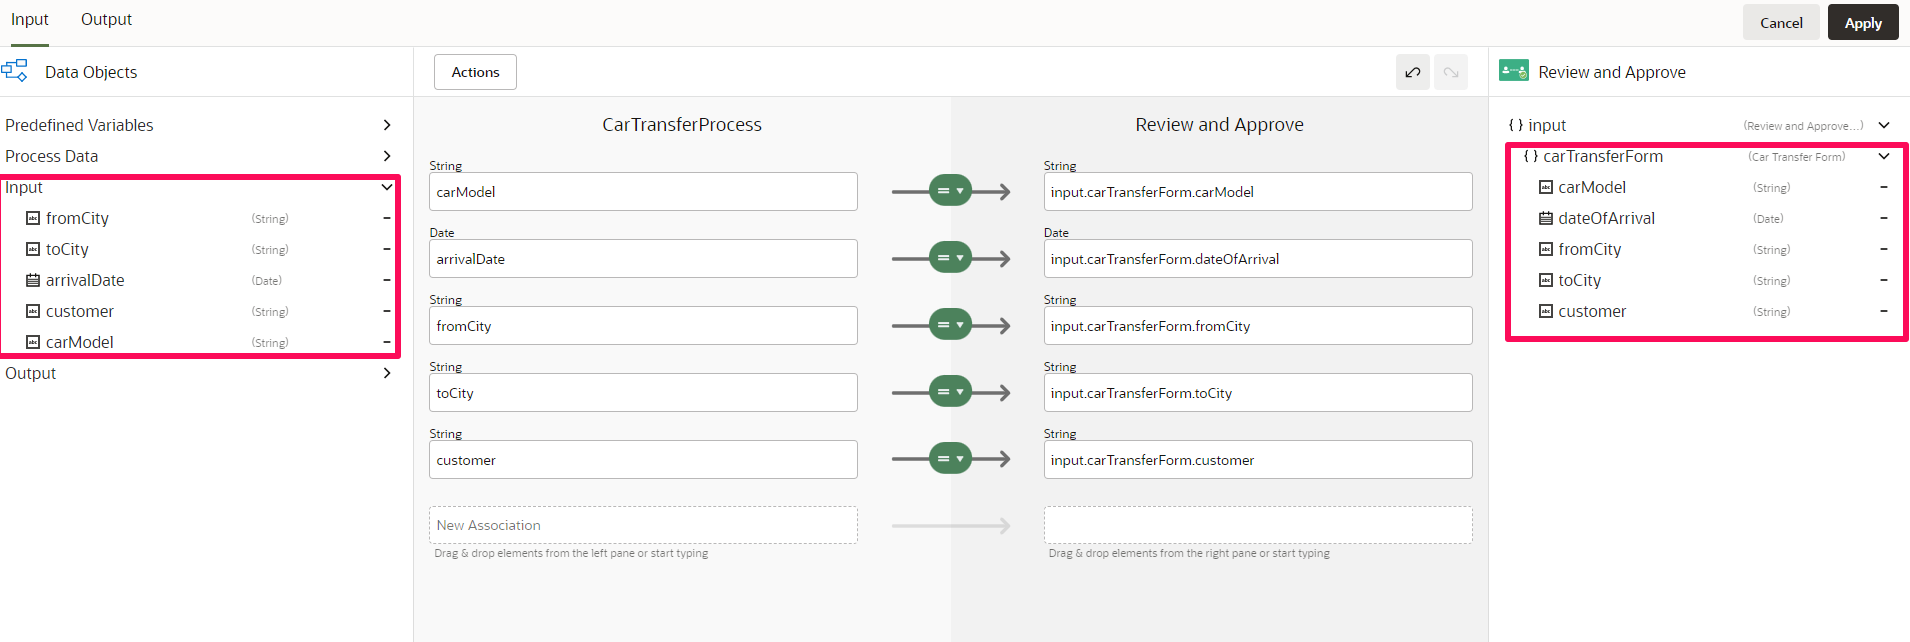 Input Output Cancel Apply
Data Objects Actions Review and Approve
Predefined Variables
Process Data
Input
fromCity (String)
toCity (String)
arrivalDate (Date)
customer (String)
carModel (String)
Output
CarTransferProcess Review and Approve
String String
carModel = input.carTransferForm.carModel
Date Date
arrivalDate = input.carTransferForm.dateOfArrival
String String
fromCity = input.carTransferForm.fromCity
String String
toCity = input.carTransferForm.toCity
String String
customer = input.carTransferForm.customer
New Association
Drag & drop elements from the left pane or start typing Drag & drop elements from the right pane or start typing
{ } input (Review and Approve...)
{ } carTransferForm (Car Transfer Form)
carModel (String)
dateOfArrival (Date)
fromCity (String)
toCity (String)
customer (String)